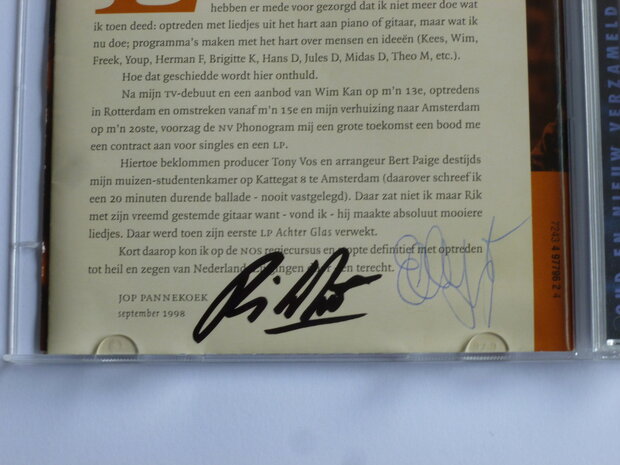 hebben er mede voor gezorgd dat ik niet meer doe wat
ik toen deed: optreden met liedjes uit het hart aan piano of gitaar, maar wat ik
nu doe; programma's maken met het hart over mensen en ideeën (Kees, Wim,
Freek, Youp, Herman F, Brigitte K, Hans D, Jules D, Midas D, Theo M, etc.).
Hoe dat geschiedde wordt hier onthuld.
Na mijn TV-debuut en een aanbod van Wim Kan op m'n 13e, optredens
in Rotterdam en omstreken vanaf m'n 15e en mijn verhuizing naar Amsterdam
op m'n 20ste, voorzag de NV Phonogram mij een grote toekomst een bood me
een contract aan voor singles en een LP.
Hiertoe beklommen producer Tony Vos en arrangeur Bert Paige destijds
mijn muizen-studentenkamer op Kattegat 8 te Amsterdam (daarover schreef ik
een 20 minuten durende ballade - nooit vastgelegd). Daar zat niet ik maar Rik
met zijn vreemd gestemde gitaar want - vond ik - hij maakte absoluut mooiere
liedjes. Daar werd toen zijn eerste LP Achter Glas verwekt.
Kort daarop kon ik op de NOS regiecursus en stopte definitief met optreden
tot heil en zegen van Nederland. Dingen een terecht.
JOP PANNEKOEK
september 1998
7243 4 97796 2 4
OUD EN NIEUW VERZAMELD